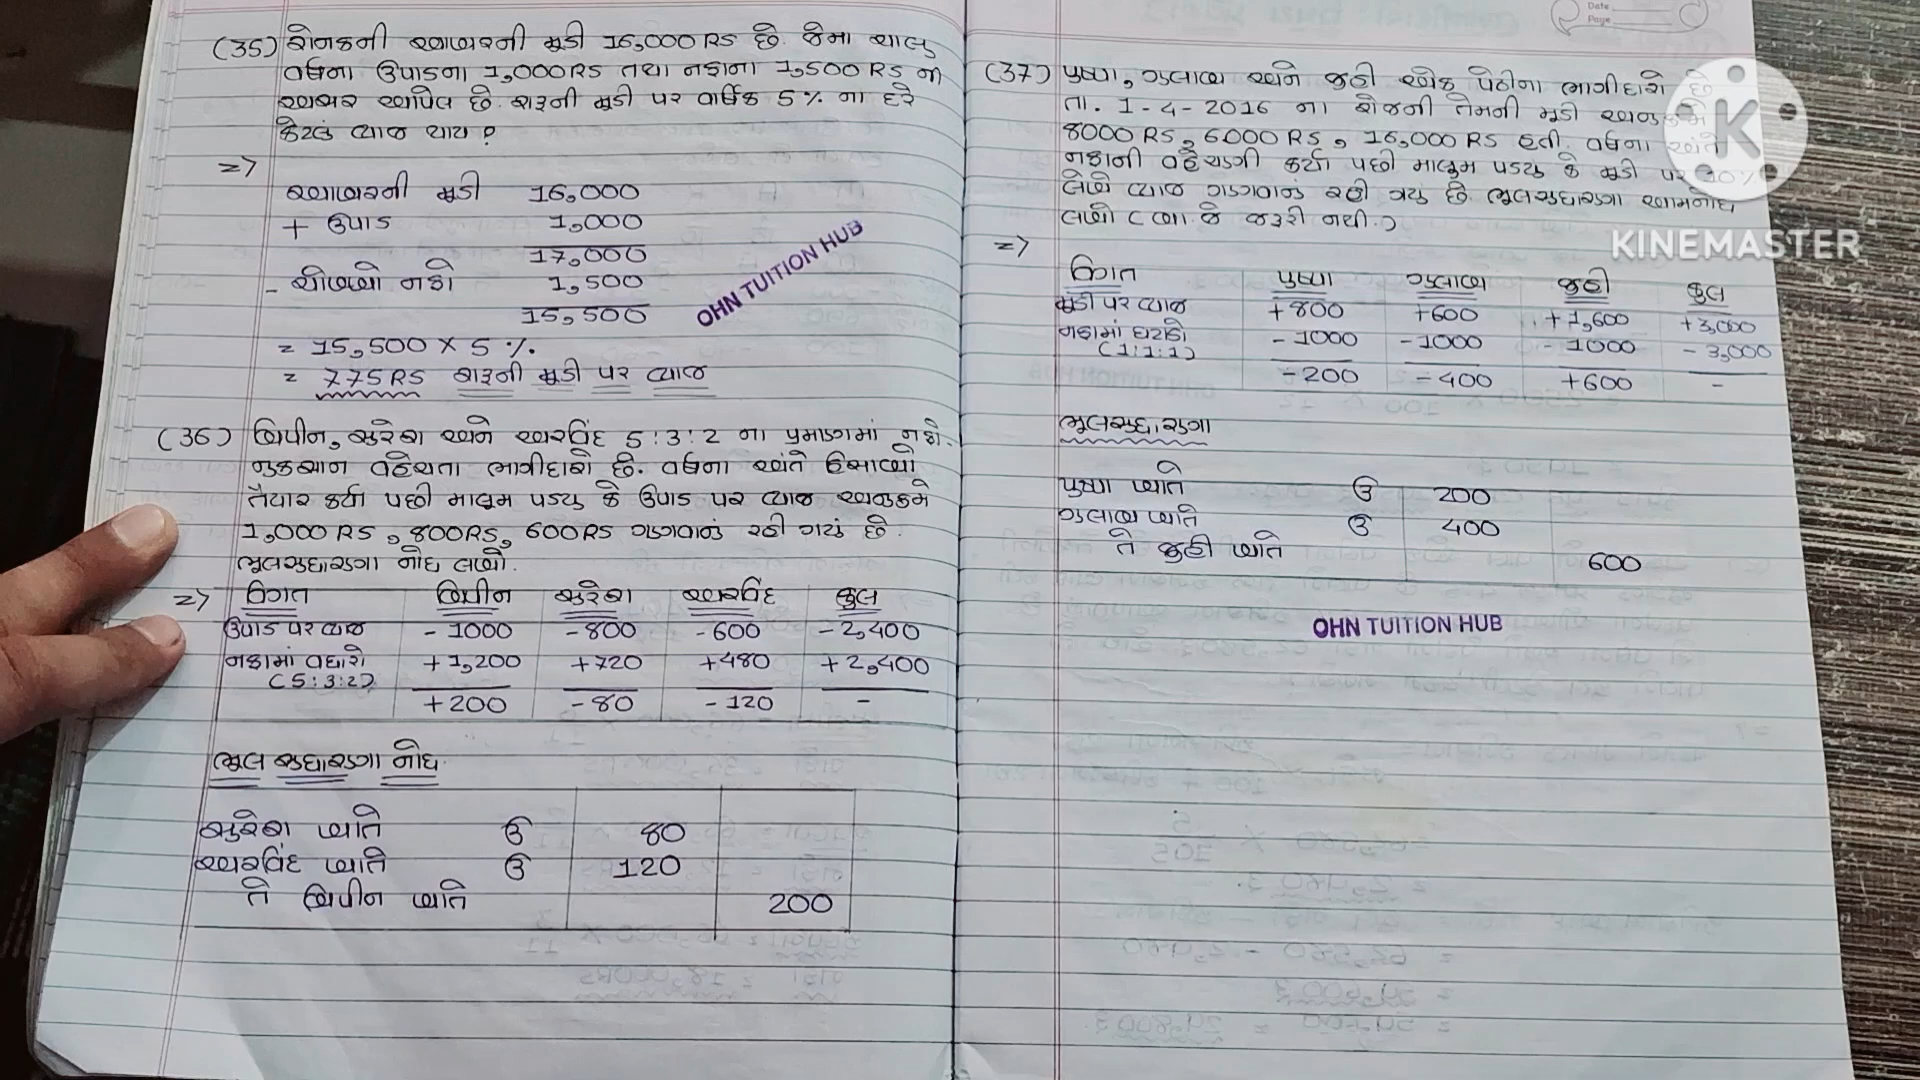 (35) શેનકની આખરની મૂડી 16,000 RS છે. જેમા ચાલુ
વર્ષના ઉપાડના 1,000 RS તથા નફાના 1,500 RS ની
અસર આપેલ છે. શરૂની મૂડી પર વાર્ષિક 5% ના દરે
કેટલું વ્યાજ થાય ?
=>
આખરની મૂડી 16,000
+ ઉપાડ 1,000
17,000
- ચોખ્ખો નફો 1,500
15,500
= 15,500 × 5 %.
= 775 RS શરૂની મૂડી પર વ્યાજ
(36) બિપીન, સુરેશ અને અરવિંદ 5:3:2 ના પ્રમાણમાં નફો-
નુકશાન વહેચતા ભાગીદારો છે. વર્ષના અંતે હિસાબો
તૈયાર કર્યા પછી માલુમ પડયુ કે ઉપાડ પર વ્યાજ અનુક્રમે
1,000 RS, 800 RS, 600 RS ગણવાનું રહી ગયું છે.
ભૂલસુધારણા નોંધ લખો.
=> વિગત બિપીન સુરેશ અરવિંદ કુલ
ઉપાડ પર વ્યાજ - 1000 - 800 - 600 - 2,400
નફામાં વધારો + 1,200 + 720 + 480 + 2,400
(5:3:2)
+ 200 - 80 - 120 -
ભૂલ સુધારણા નોંધ
સુરેશ ખાતે ઉ 80
અરવિંદ ખાતે ઉ 120
તે બિપીન ખાતે 200
OHN TUITION HUB
Date
Page
(37) પુષ્પા, ગુલાબ અને જુહી એક પેઢીના ભાગીદારો છે
તા. 1-4-2016 ના રોજની તેમની મૂડી અનુક્રમે
8000 RS, 6000 RS, 16,000 RS હતી. વર્ષના અંતે
નફાની વહેચણી કર્યા પછી માલુમ પડયુ કે મૂડી પર 10%
લેખે વ્યાજ ગણવાનુ રહી ગયુ છે. ભૂલસુધારણા આમનોંધ
લખો (બા. જે જરૂરી નથી.)
=>
વિગત પુષ્પા ગુલાબ જુહી કુલ
મૂડી પર વ્યાજ + 800 + 600 + 1,600 + 3,000
નફામાં ઘટાડો - 1000 - 1000 - 1000 - 3,000
(1:1:1)
- 200 - 400 + 600 -
ભૂલસુધારણા
પુષ્પા ખાતે ઉ 200
ગુલાબ ખાતે ઉ 400
તે જુહી ખાતે 600
OHN TUITION HUB
K
KINEMASTER